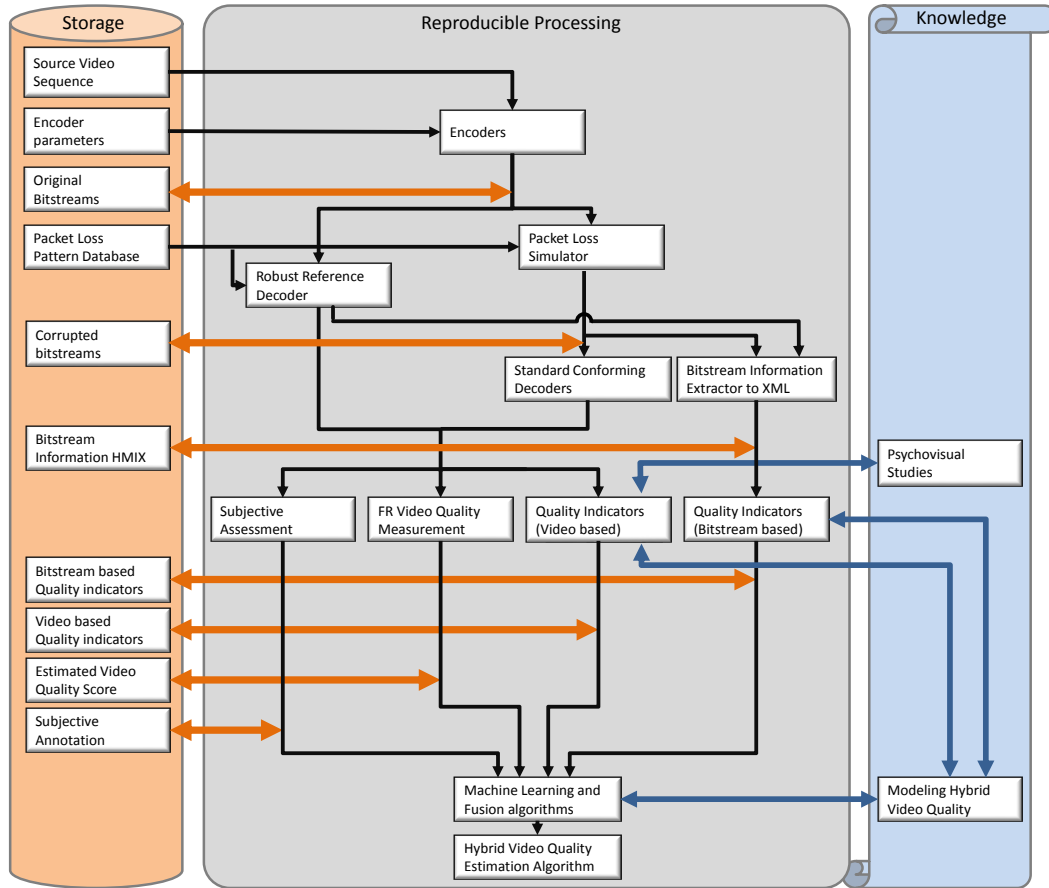 Storage
Reproducible Processing
Knowledge
Source Video
Sequence
Encoder
parameters
Encoders
Original
Bitstreams
Packet Loss
Pattern Database
Packet Loss
Simulator
Robust Reference
Decoder
Corrupted
bitstreams
Standard Conforming
Decoders
Bitstream Information
Extractor to XML
Bitstream
Information HMIX
Psychovisual
Studies
Subjective
Assessment
FR Video Quality
Measurement
Quality Indicators
(Video based)
Quality Indicators
(Bitstream based)
Bitstream based
Quality indicators
Video based
Quality indicators
Estimated Video
Quality Score
Subjective
Annotation
Machine Learning and
Fusion algorithms
Modeling Hybrid
Video Quality
Hybrid Video Quality
Estimation Algorithm